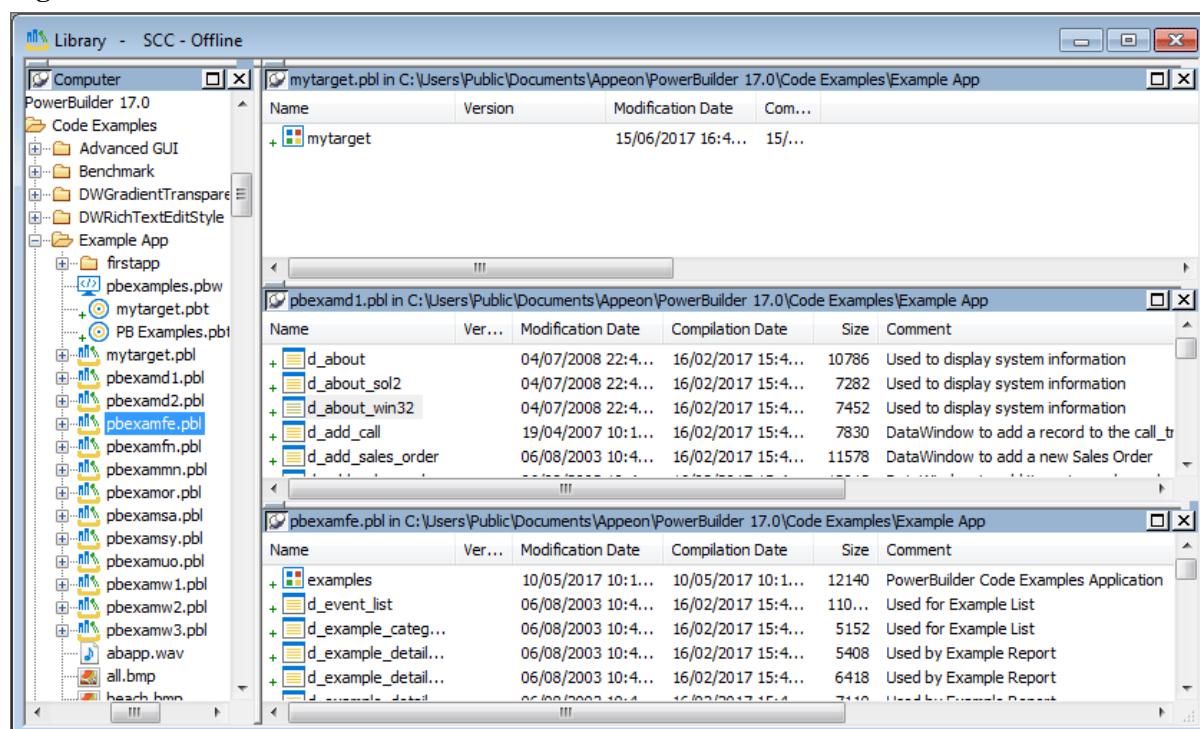 Library - SCC - Offline
Computer
PowerBuilder 17.0
Code Examples
Advanced GUI
Benchmark
DWGradientTranspare
DWRichTextEditStyle
Example App
firstapp
pbexamples.pbw
mytarget.pbt
PB Examples.pbt
mytarget.pbl
pbexamd1.pbl
pbexamd2.pbl
pbexamfe.pbl
pbexamfn.pbl
pbexammn.pbl
pbexamor.pbl
pbexamsa.pbl
pbexamsy.pbl
pbexamuo.pbl
pbexamw1.pbl
pbexamw2.pbl
pbexamw3.pbl
abapp.wav
all.bmp
beach.bmp
mytarget.pbl in C:\Users\Public\Documents\Appeon\PowerBuilder 17.0\Code Examples\Example App
Name Version Modification Date Com...
mytarget 15/06/2017 16:4... 15/...
pbexamd1.pbl in C:\Users\Public\Documents\Appeon\PowerBuilder 17.0\Code Examples\Example App
Name Ver... Modification Date Compilation Date Size Comment
d_about 04/07/2008 22:4... 16/02/2017 15:4... 10786 Used to display system information
d_about_sol2 04/07/2008 22:4... 16/02/2017 15:4... 7282 Used to display system information
d_about_win32 04/07/2008 22:4... 16/02/2017 15:4... 7452 Used to display system information
d_add_call 19/04/2007 10:1... 16/02/2017 15:4... 7830 DataWindow to add a record to the call_tr
d_add_sales_order 06/08/2003 10:4... 16/02/2017 15:4... 11578 DataWindow to add a new Sales Order
pbexamfe.pbl in C:\Users\Public\Documents\Appeon\PowerBuilder 17.0\Code Examples\Example App
Name Ver... Modification Date Compilation Date Size Comment
examples 10/05/2017 10:1... 10/05/2017 10:1... 12140 PowerBuilder Code Examples Application
d_event_list 06/08/2003 10:4... 16/02/2017 15:4... 110... Used for Example List
d_example_categ... 06/08/2003 10:4... 16/02/2017 15:4... 5152 Used for Example List
d_example_detail... 06/08/2003 10:4... 16/02/2017 15:4... 5408 Used by Example Report
d_example_detail... 06/08/2003 10:4... 16/02/2017 15:4... 6418 Used by Example Report